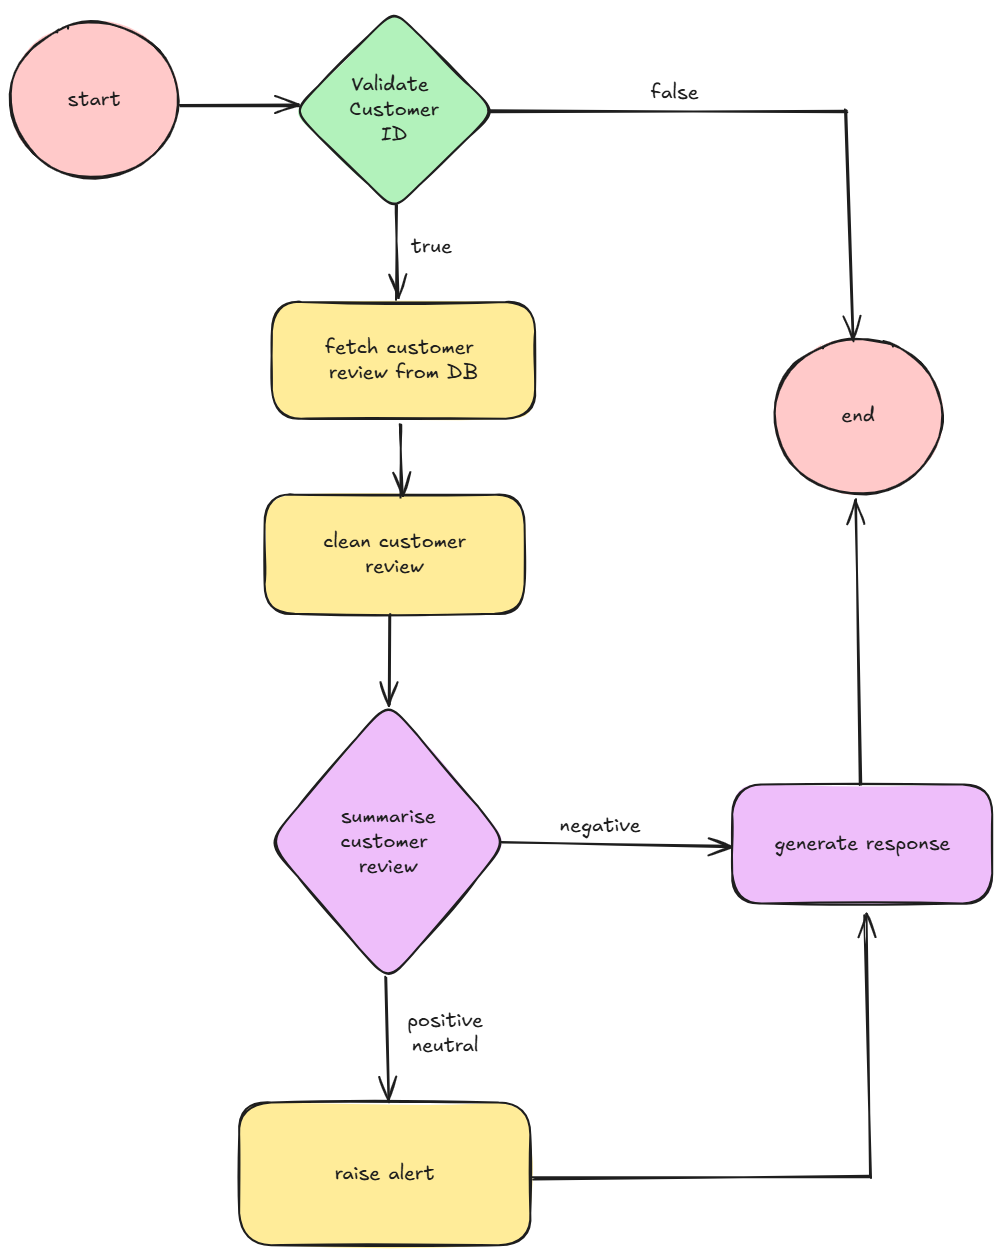 start
Validate
Customer
ID
false
true
fetch customer
review from DB
end
clean customer
review
summarise
customer
review
negative
generate response
positive
neutral
raise alert